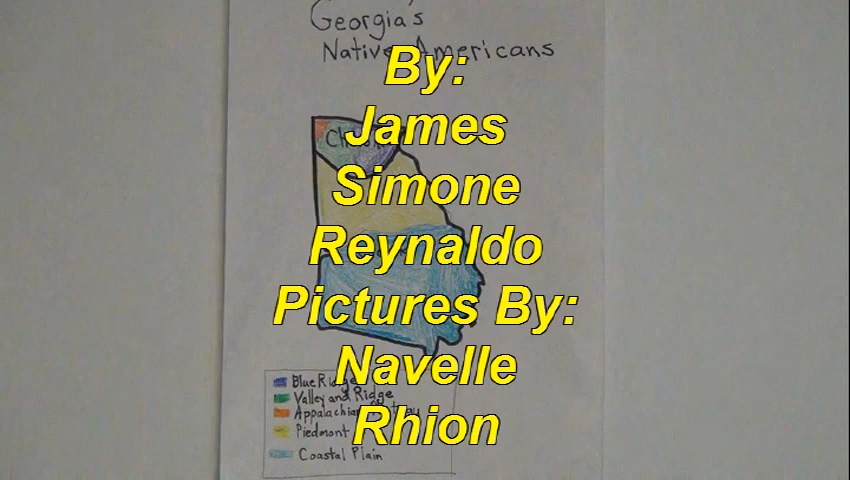 Georgia's
Native Americans
By:
James
Simone
Reynaldo
Pictures By:
Navelle
Rhion
Blue Ridge
Valley and Ridge
Appalachian
Piedmont
Coastal Plain